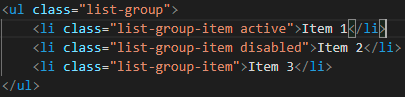 <ul class="list-group">
    <li class="list-group-item active">Item 1</li>
    <li class="list-group-item disabled">Item 2</li>
    <li class="list-group-item">Item 3</li>
</ul>